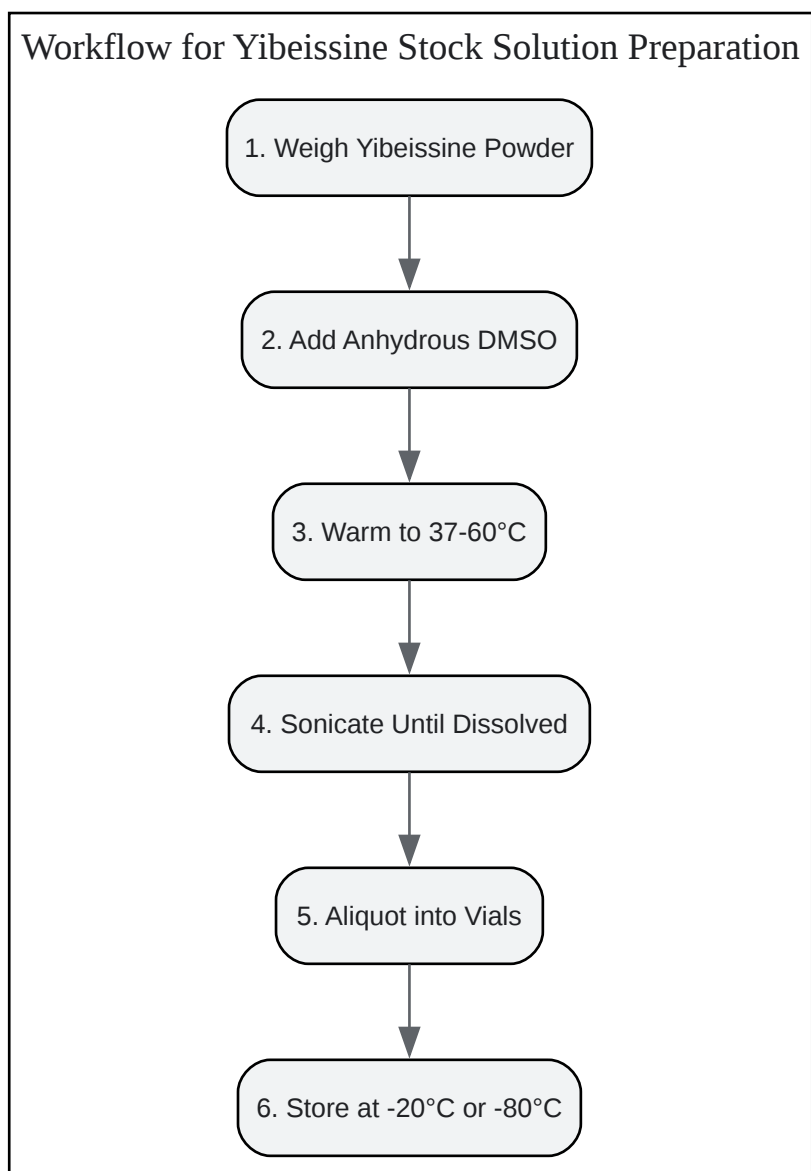 Workflow for Yibeissine Stock Solution Preparation
1. Weigh Yibeissine Powder
2. Add Anhydrous DMSO
3. Warm to 37-60°C
4. Sonicate Until Dissolved
5. Aliquot into Vials
6. Store at -20°C or -80°C